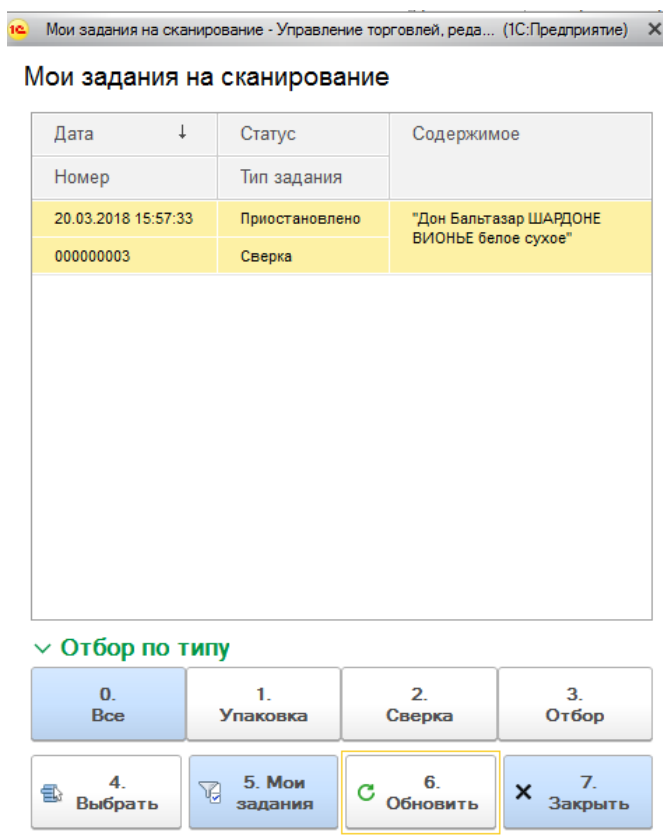 1С Мои задания на сканирование - Управление торговлей, реда... (1С:Предприятие)
Мои задания на сканирование
Дата ↓ Статус Содержимое
Номер Тип задания
20.03.2018 15:57:33 Приостановлено "Дон Бальтазар ШАРДОНЕ
ВИОНЬЕ белое сухое"
000000003 Сверка
Отбор по типу
0. 1. 2. 3.
Все Упаковка Сверка Отбор
4. 5. Мои 6. 7.
Выбрать задания Обновить Закрыть